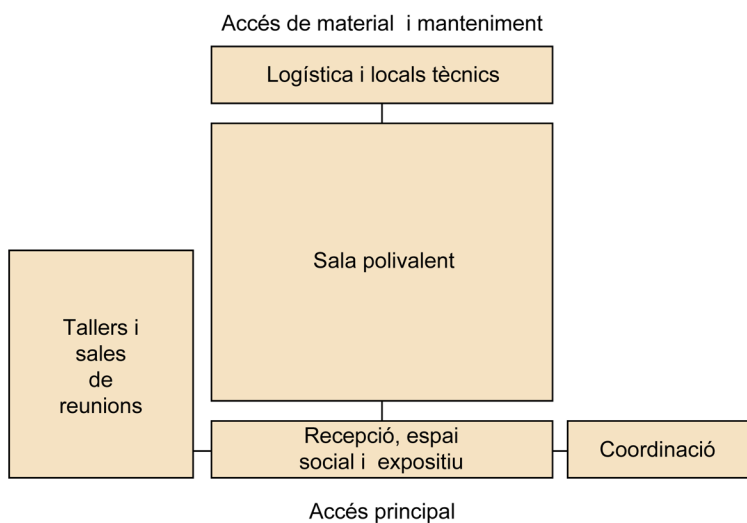 Accés de material i manteniment
Logística i locals tècnics
Sala polivalent
Tallers i
sales
de
reunions
Recepció, espai
social i expositiu
Coordinació
Accés principal